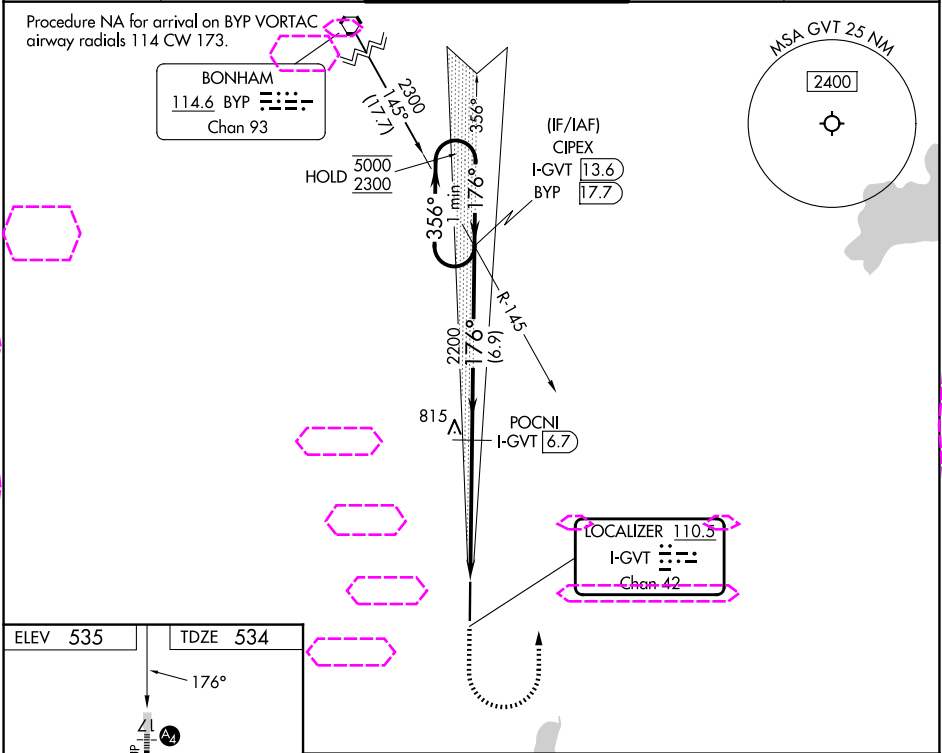 Procedure NA for arrival on BYP VORTAC
airway radials 114 CW 173.
BONHAM
114.6 BYP
Chan 93
2300
145°
(17.7)
356°
HOLD 5000
2300
356°
1 min
176°
(IF/IAF)
CIPEX
I-GVT 13.6
BYP 17.7
MSA GVT 25 NM
2400
R-145
2200
176°
(6.9)
815
POCNI
I-GVT 6.7
LOCALIZER 110.5
I-GVT
Chan 42
ELEV 535
TDZE 534
176°
17
A4